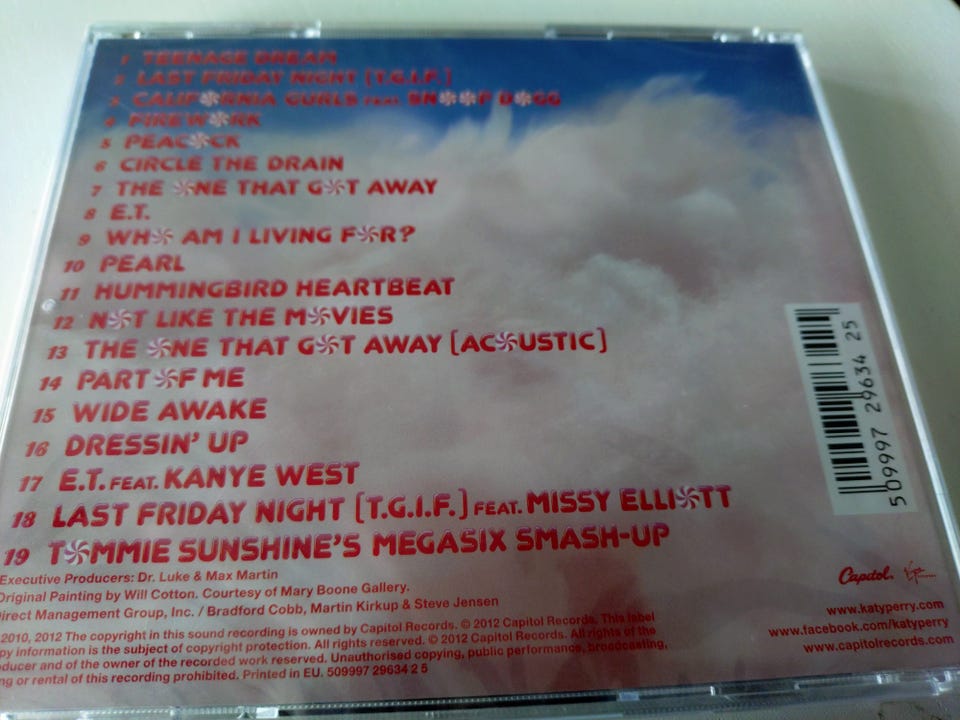 1 TEENAGE DREAM
2 LAST FRIDAY NIGHT (T.G.I.F.)
3 CALIFORNIA GURLS FEAT. SNOOP DOGG
4 FIREWORK
5 PEACOCK
6 CIRCLE THE DRAIN
7 THE ONE THAT GOT AWAY
8 E.T.
9 WHO AM I LIVING FOR?
10 PEARL
11 HUMMINGBIRD HEARTBEAT
12 NOT LIKE THE MOVIES
13 THE ONE THAT GOT AWAY (ACOUSTIC)
14 PART OF ME
15 WIDE AWAKE
16 DRESSIN' UP
17 E.T. FEAT. KANYE WEST
18 LAST FRIDAY NIGHT (T.G.I.F.) FEAT. MISSY ELLIOTT
19 TOMMIE SUNSHINE'S MEGASIX SMASH-UP
Executive Producers: Dr. Luke & Max Martin
Original Painting by Will Cotton. Courtesy of Mary Boone Gallery.
Direct Management Group, Inc. / Bradford Cobb, Martin Kirkup & Steve Jensen
2010, 2012 The copyright in this sound recording is owned by Capitol Records. © 2012 Capitol Records. This label
copy information is the subject of copyright protection. All rights reserved. © 2012 Capitol Records. All rights of the
producer and of the owner of the recorded work reserved. Unauthorised copying, public performance, broadcasting,
or rental of this recording prohibited. Printed in EU. 509997 29634 2 5
5 09997 29634 25
Capitol. Virgin
www.katyperry.com
www.facebook.com/katyperry
www.capitolrecords.com